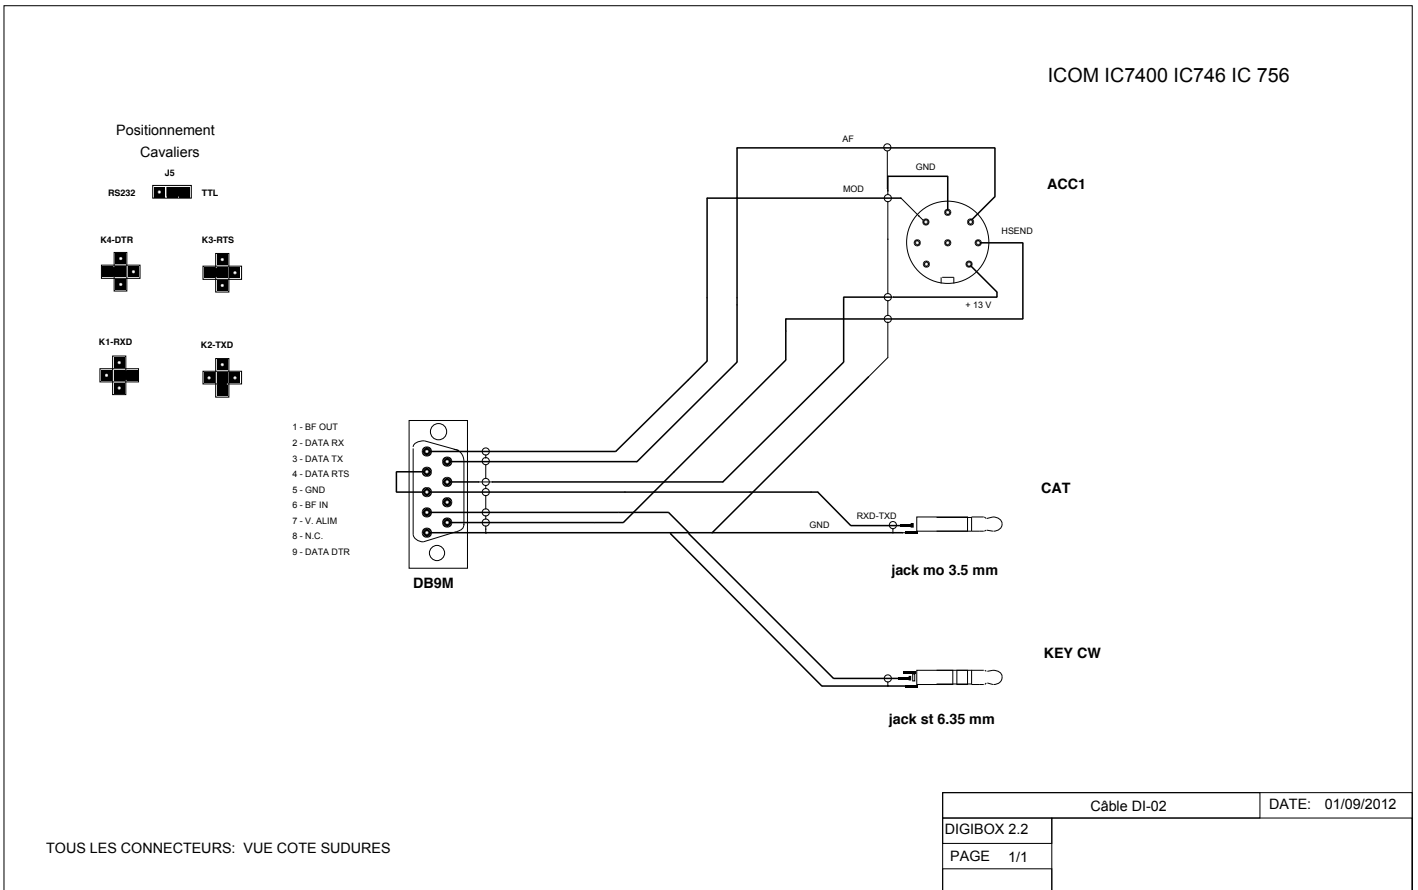 ICOM IC7400 IC746 IC 756
Positionnement
Cavaliers
J5
RS232
TTL
K4-DTR
K3-RTS
K1-RXD
K2-TXD
AF
GND
MOD
ACC1
HSEND
+ 13 V
1 - BF OUT
2 - DATA RX
3 - DATA TX
4 - DATA RTS
5 - GND
6 - BF IN
7 - V. ALIM
8 - N.C.
9 - DATA DTR
DB9M
CAT
RXD-TXD
GND
jack mo 3.5 mm
KEY CW
jack st 6.35 mm
TOUS LES CONNECTEURS: VUE COTE SUDURES
Câble DI-02
DATE: 01/09/2012
DIGIBOX 2.2
PAGE 1/1